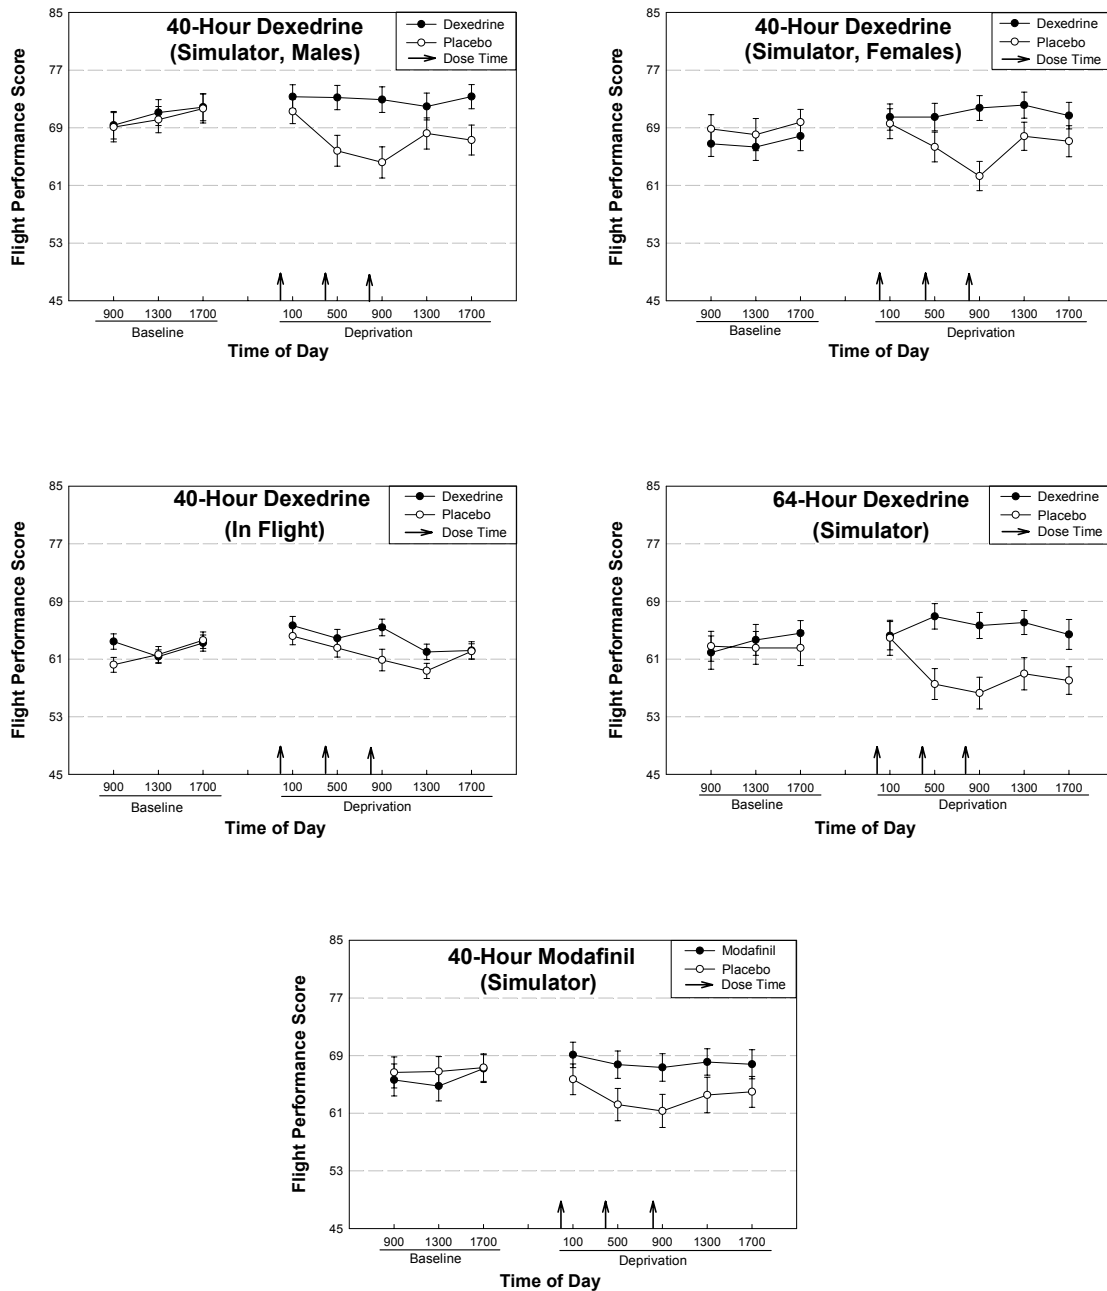 40-Hour Dexedrine
(Simulator, Males)
Dexedrine
Placebo
Dose Time
Flight Performance Score
85
77
69
61
53
45
900 1300 1700 100 500 900 1300 1700
Baseline Deprivation
Time of Day
40-Hour Dexedrine
(Simulator, Females)
Dexedrine
Placebo
Dose Time
Flight Performance Score
85
77
69
61
53
45
900 1300 1700 100 500 900 1300 1700
Baseline Deprivation
Time of Day
40-Hour Dexedrine
(In Flight)
Dexedrine
Placebo
Dose Time
Flight Performance Score
85
77
69
61
53
45
900 1300 1700 100 500 900 1300 1700
Baseline Deprivation
Time of Day
64-Hour Dexedrine
(Simulator)
Dexedrine
Placebo
Dose Time
Flight Performance Score
85
77
69
61
53
45
900 1300 1700 100 500 900 1300 1700
Baseline Deprivation
Time of Day
40-Hour Modafinil
(Simulator)
Modafinil
Placebo
Dose Time
Flight Performance Score
85
77
69
61
53
45
900 1300 1700 100 500 900 1300 1700
Baseline Deprivation
Time of Day